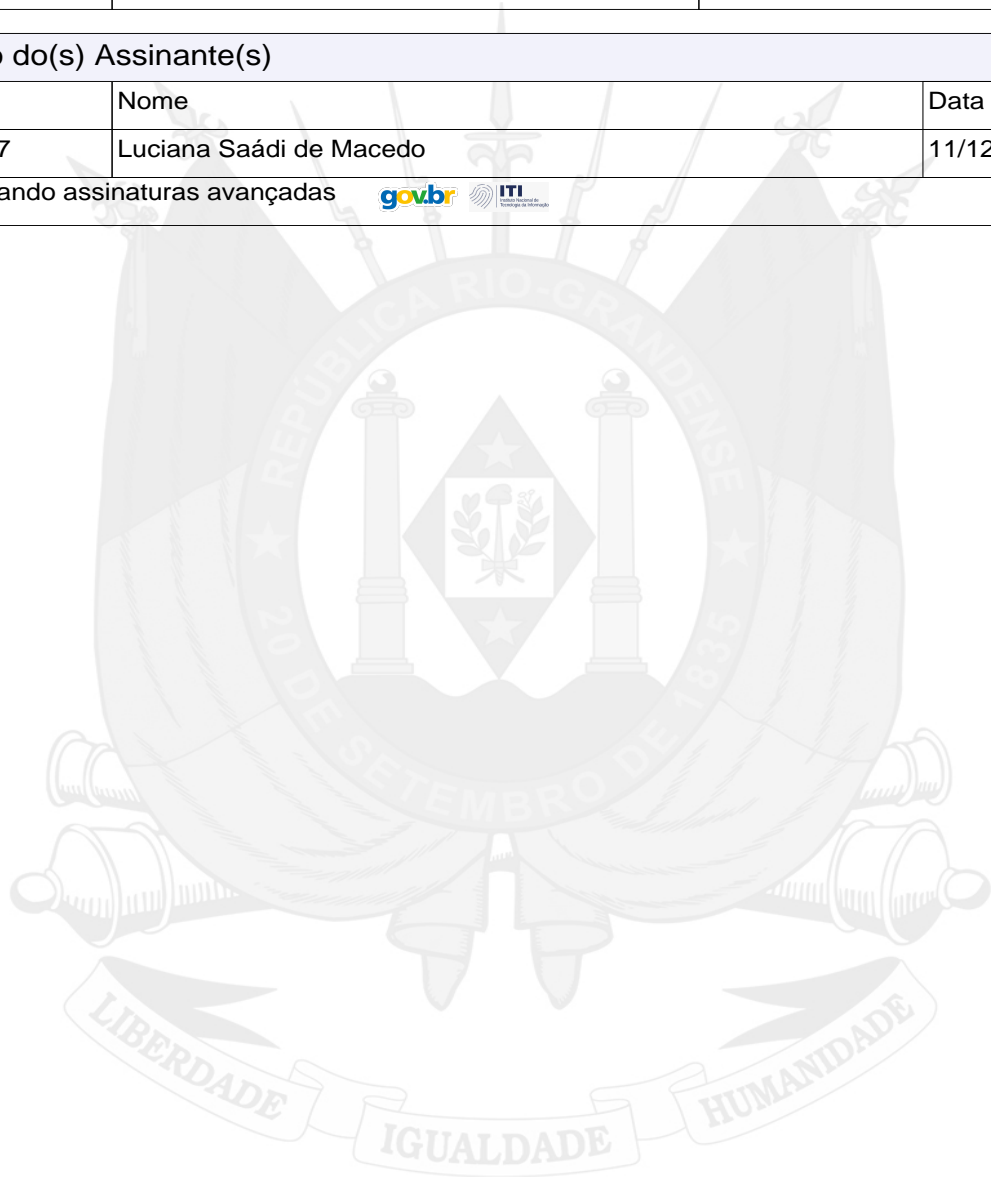 o do(s) Assinante(s)
Nome
Data
7
Luciana Saádi de Macedo
11/12
ando assinaturas avançadas
gov.br
ITI
REPÚBLICA RIO-GRANDENSE
★ 20 DE SETEMBRO DE 1835 ★
LIBERDADE
IGUALDADE
HUMANIDADE